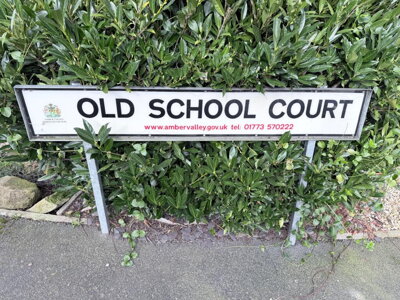 OLD SCHOOL COURT
www.ambervalley.gov.uk tel: 01773 570222